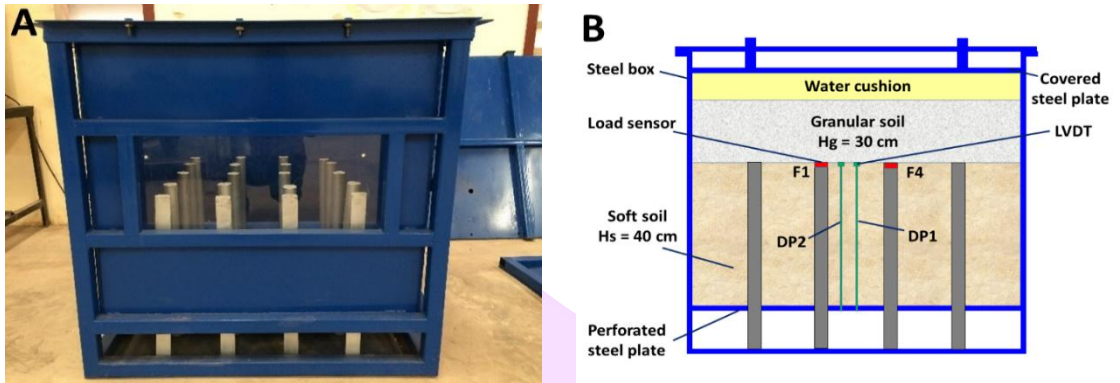 A
B
Steel box
Covered
steel plate
Water cushion
Load sensor
Granular soil
Hg = 30 cm
LVDT
F1
F4
Soft soil
Hs = 40 cm
DP2
DP1
Perforated
steel plate